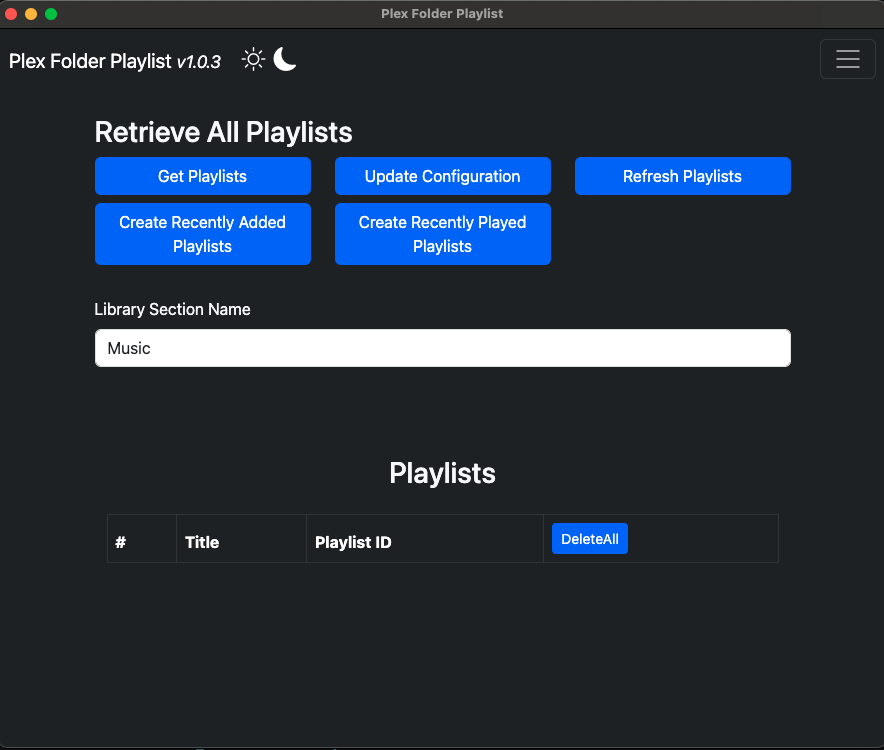 Plex Folder Playlist
Plex Folder Playlist v1.0.3
Retrieve All Playlists
Get Playlists
Update Configuration
Refresh Playlists
Create Recently Added
Playlists
Create Recently Played
Playlists
Library Section Name
Music
Playlists
# Title Playlist ID DeleteAll